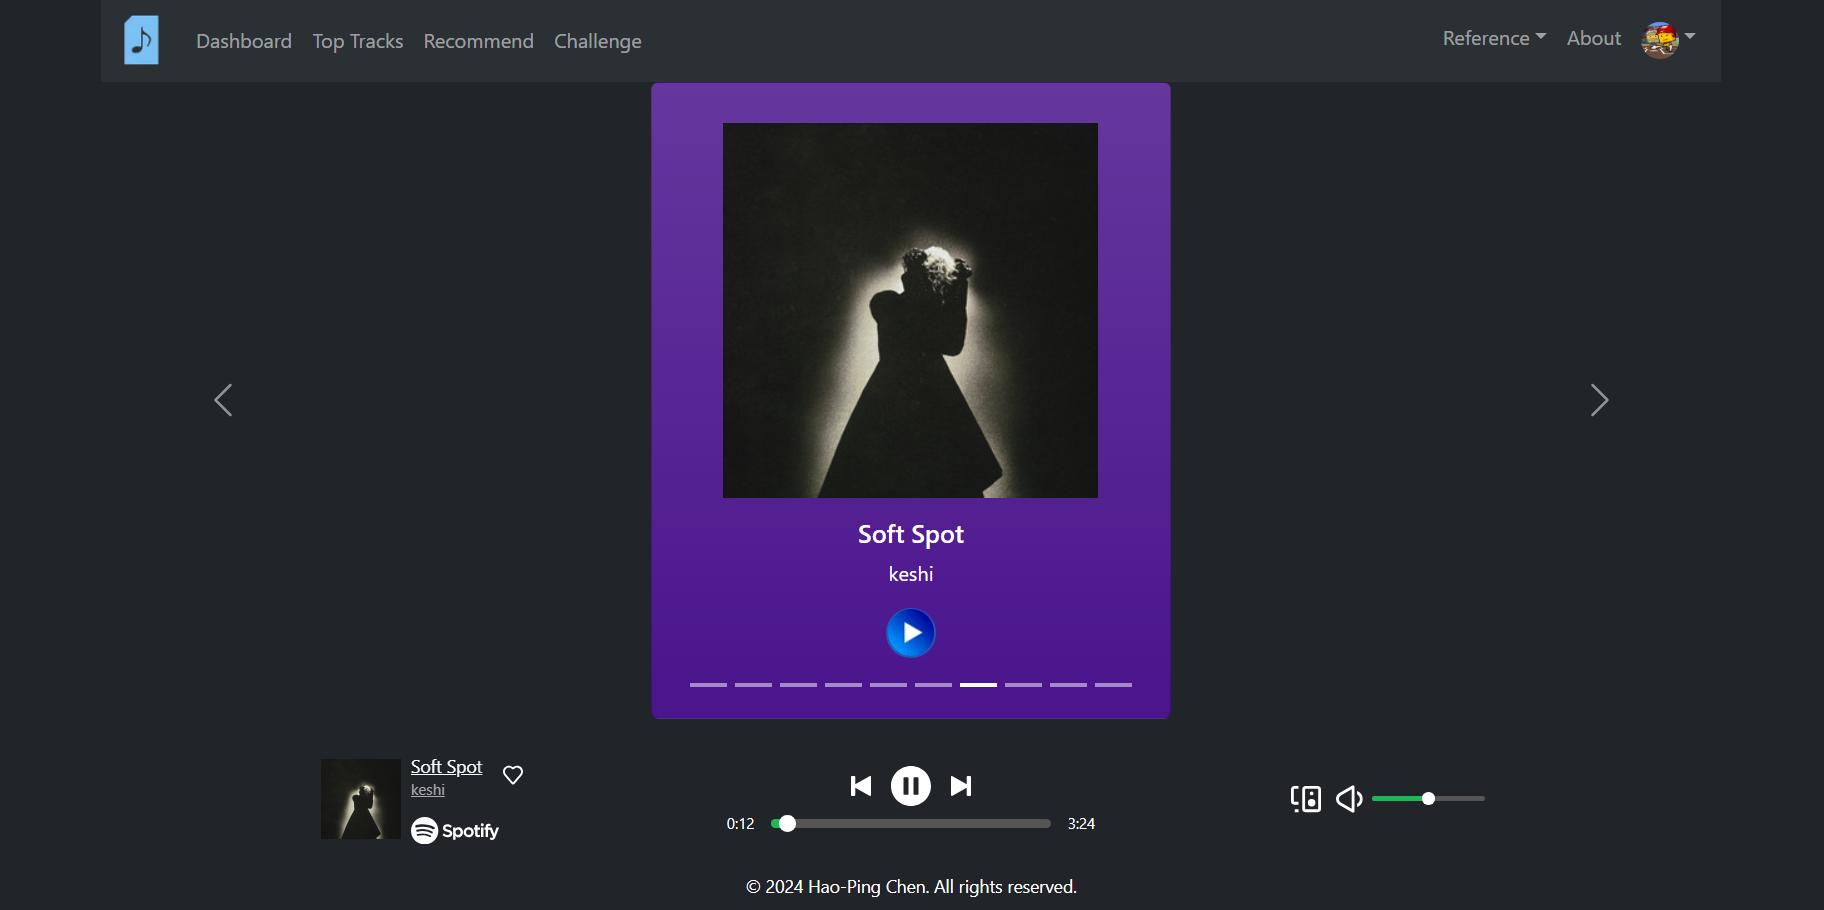 Dashboard Top Tracks Recommend Challenge Reference About
Soft Spot
keshi
Soft Spot
keshi
Spotify
0:12 3:24
© 2024 Hao-Ping Chen. All rights reserved.